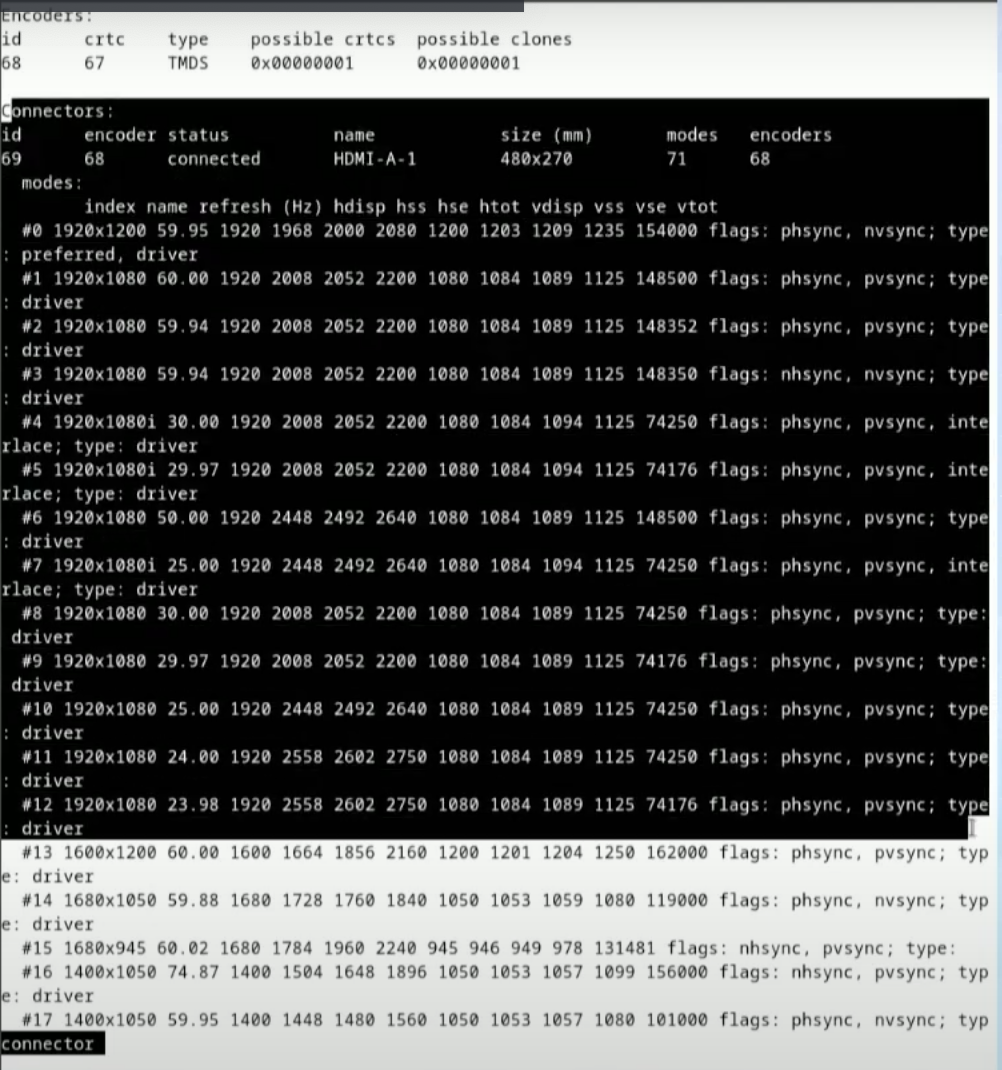 Encoders:
id      crtc    type    possible crtcs  possible clones
68      67      TMDS    0x00000001      0x00000001
Connectors:
id      encoder status          name            size (mm)       modes   encoders
69      68      connected       HDMI-A-1        480x270         71      68
  modes:
        index name refresh (Hz) hdisp hss hse htot vdisp vss vse vtot
  #0 1920x1200 59.95 1920 1968 2000 2080 1200 1203 1209 1235 154000 flags: phsync, nvsync; type
: preferred, driver
  #1 1920x1080 60.00 1920 2008 2052 2200 1080 1084 1089 1125 148500 flags: phsync, pvsync; type
: driver
  #2 1920x1080 59.94 1920 2008 2052 2200 1080 1084 1089 1125 148352 flags: phsync, pvsync; type
: driver
  #3 1920x1080 59.94 1920 2008 2052 2200 1080 1084 1089 1125 148350 flags: nhsync, nvsync; type
: driver
  #4 1920x1080i 30.00 1920 2008 2052 2200 1080 1084 1094 1125 74250 flags: phsync, pvsync, inte
rlace; type: driver
  #5 1920x1080i 29.97 1920 2008 2052 2200 1080 1084 1094 1125 74176 flags: phsync, pvsync, inte
rlace; type: driver
  #6 1920x1080 50.00 1920 2448 2492 2640 1080 1084 1089 1125 148500 flags: phsync, pvsync; type
: driver
  #7 1920x1080i 25.00 1920 2448 2492 2640 1080 1084 1094 1125 74250 flags: phsync, pvsync, inte
rlace; type: driver
  #8 1920x1080 30.00 1920 2008 2052 2200 1080 1084 1089 1125 74250 flags: phsync, pvsync; type:
 driver
  #9 1920x1080 29.97 1920 2008 2052 2200 1080 1084 1089 1125 74176 flags: phsync, pvsync; type:
 driver
  #10 1920x1080 25.00 1920 2448 2492 2640 1080 1084 1089 1125 74250 flags: phsync, pvsync; type
: driver
  #11 1920x1080 24.00 1920 2558 2602 2750 1080 1084 1089 1125 74250 flags: phsync, pvsync; type
: driver
  #12 1920x1080 23.98 1920 2558 2602 2750 1080 1084 1089 1125 74176 flags: phsync, pvsync; type
: driver
  #13 1600x1200 60.00 1600 1664 1856 2160 1200 1201 1204 1250 162000 flags: phsync, pvsync; typ
e: driver
  #14 1680x1050 59.88 1680 1728 1760 1840 1050 1053 1059 1080 119000 flags: phsync, nvsync; typ
e: driver
  #15 1680x945 60.02 1680 1784 1960 2240 945 946 949 978 131481 flags: nhsync, pvsync; type:
  #16 1400x1050 74.87 1400 1504 1648 1896 1050 1053 1057 1099 156000 flags: nhsync, pvsync; typ
e: driver
  #17 1400x1050 59.95 1400 1448 1480 1560 1050 1053 1057 1080 101000 flags: phsync, nvsync; typ
connector